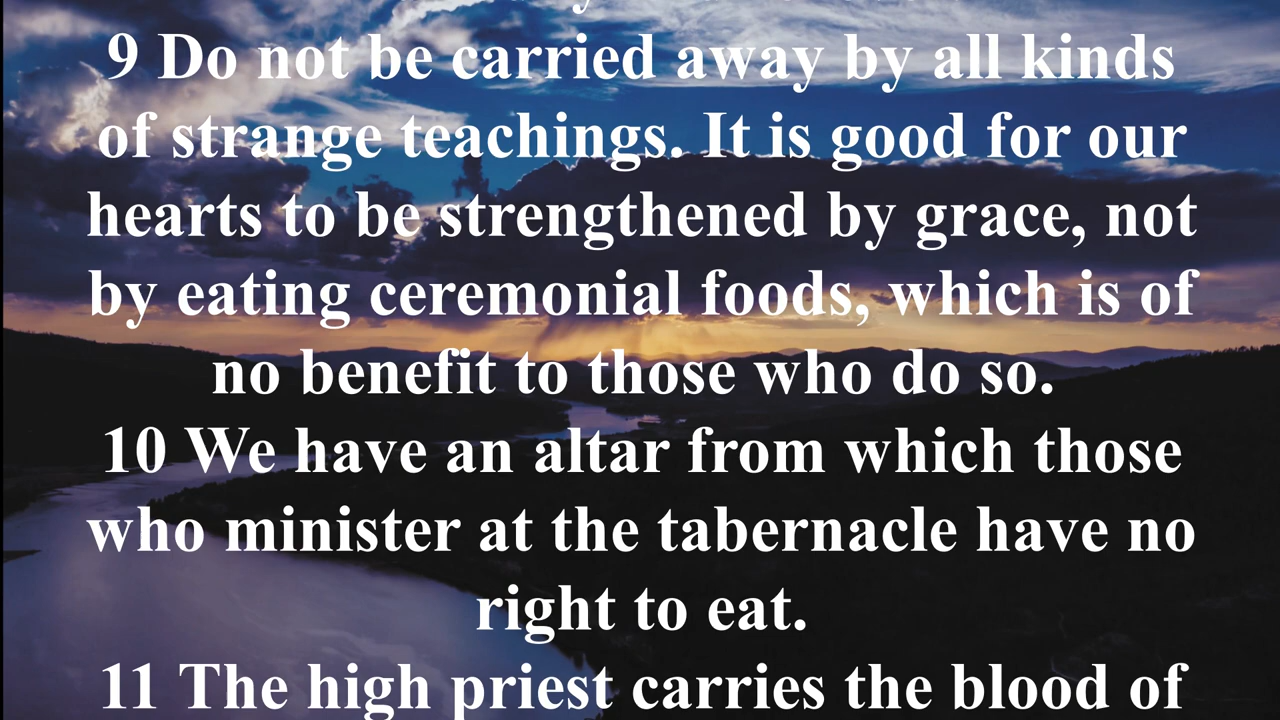 9 Do not be carried away by all kinds
of strange teachings. It is good for our
hearts to be strengthened by grace, not
by eating ceremonial foods, which is of
no benefit to those who do so.
10 We have an altar from which those
who minister at the tabernacle have no
right to eat.
11 The high priest carries the blood of